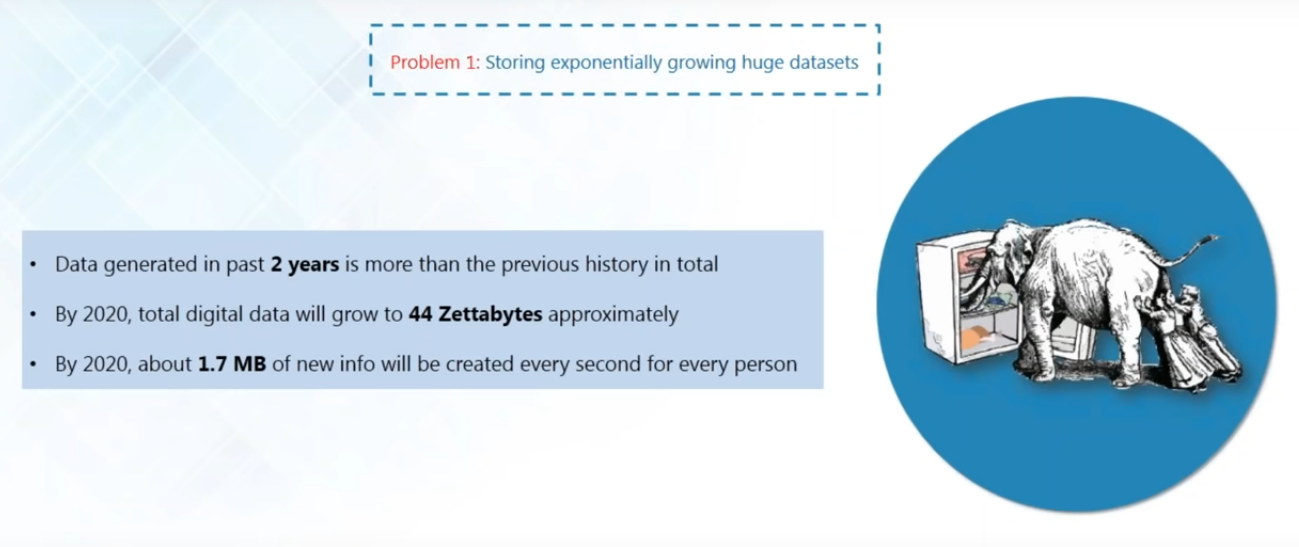 Problem 1: Storing exponentially growing huge datasets
• Data generated in past 2 years is more than the previous history in total
• By 2020, total digital data will grow to 44 Zettabytes approximately
• By 2020, about 1.7 MB of new info will be created every second for every person